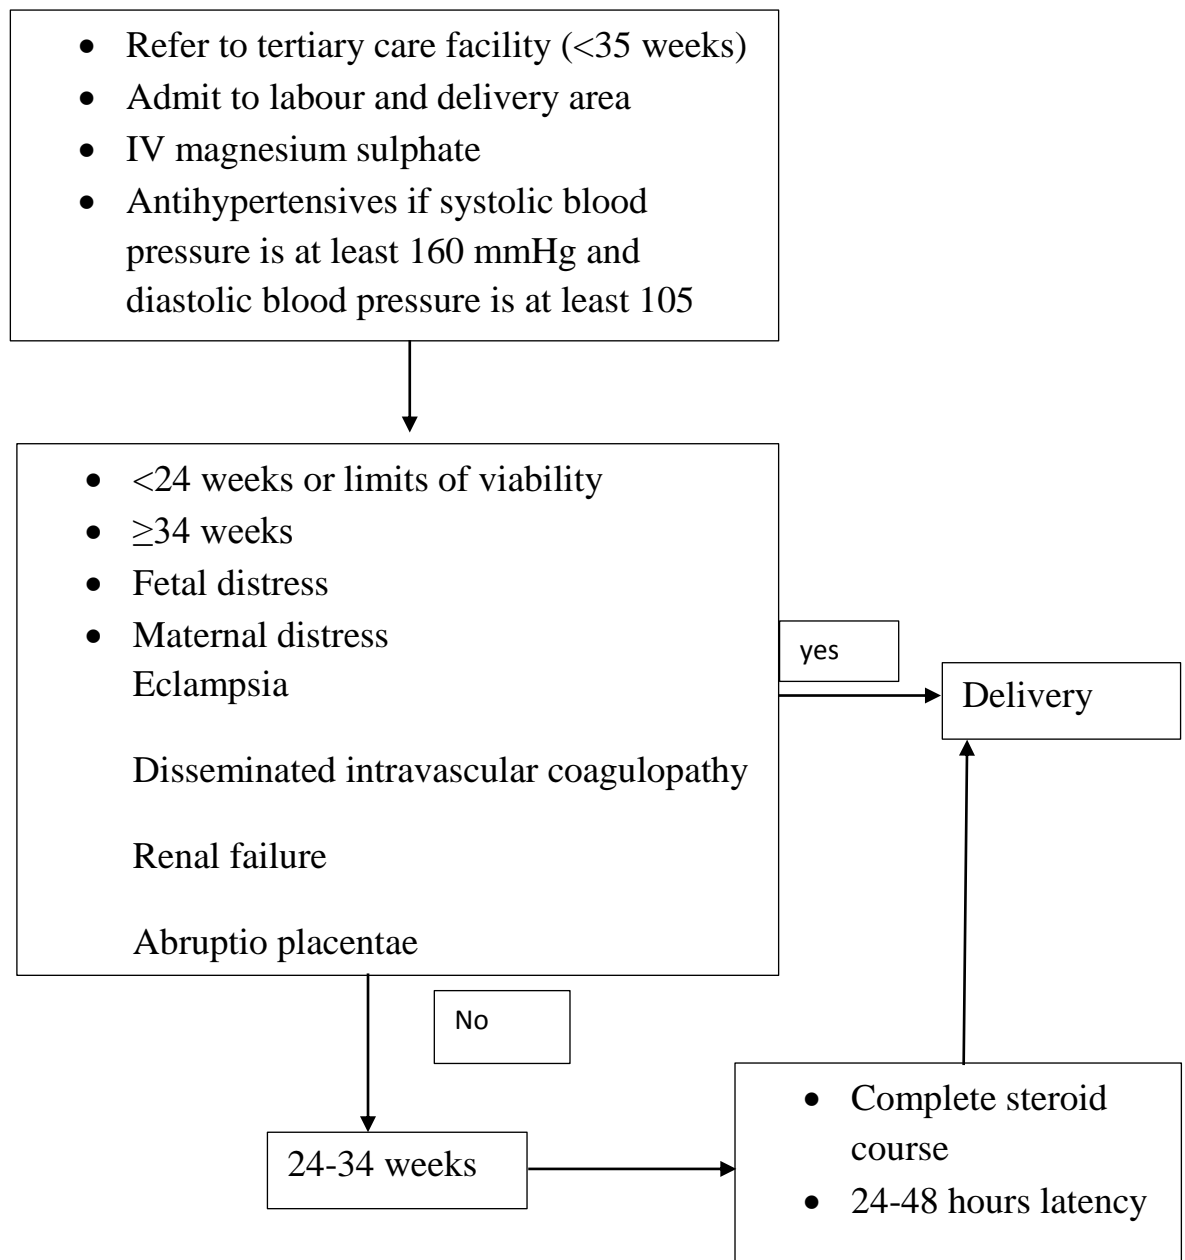 • Refer to tertiary care facility (<35 weeks)
• Admit to labour and delivery area
• IV magnesium sulphate
• Antihypertensives if systolic blood
pressure is at least 160 mmHg and
diastolic blood pressure is at least 105
• <24 weeks or limits of viability
• ≥34 weeks
• Fetal distress
• Maternal distress
Eclampsia
Disseminated intravascular coagulopathy
Renal failure
Abruptio placentae
yes
Delivery
No
24-34 weeks
• Complete steroid
course
• 24-48 hours latency